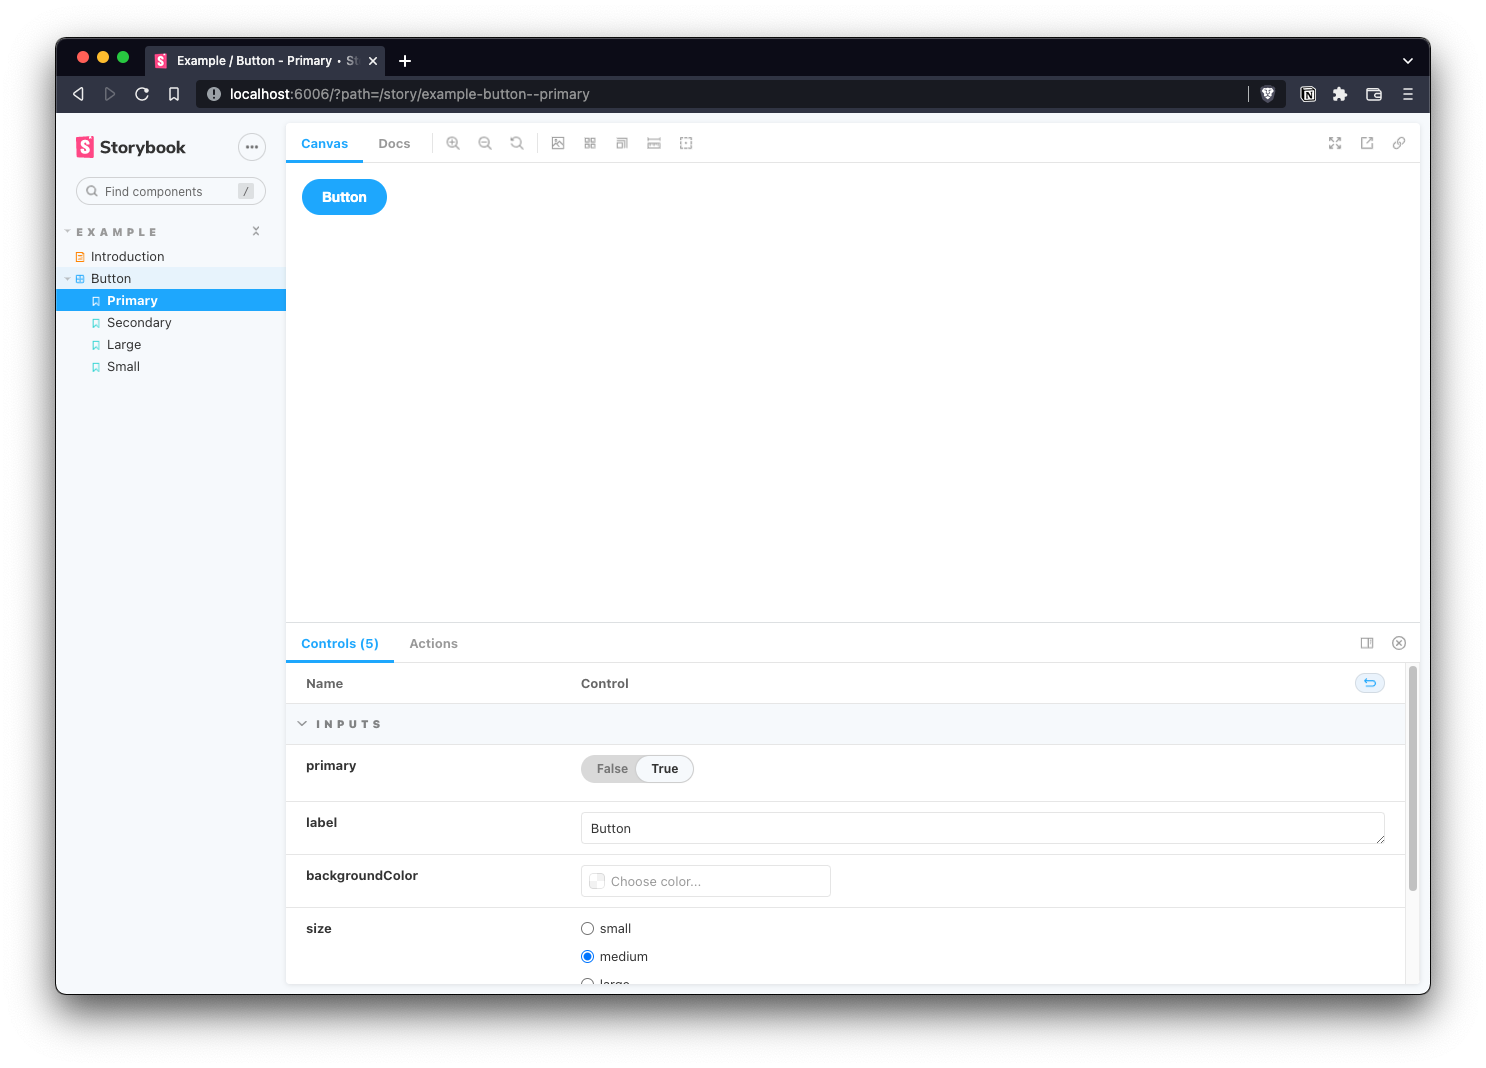 Example / Button - Primary • St
localhost:6006/?path=/story/example-button--primary
Storybook
Find components /
EXAMPLE
Introduction
Button
Primary
Secondary
Large
Small
Canvas Docs
Button
Controls (5) Actions
Name Control
INPUTS
primary False True
label Button
backgroundColor Choose color...
size small
medium
large